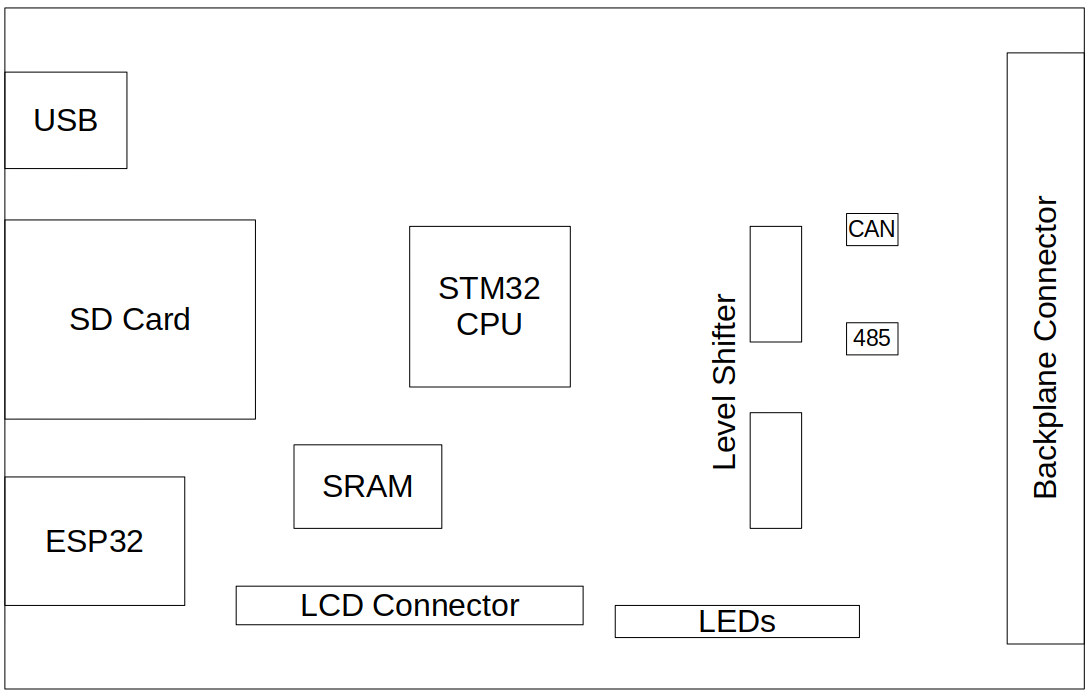 USB
SD Card
ESP32
STM32
CPU
SRAM
LCD Connector
Level Shifter
CAN
485
LEDs
Backplane Connector